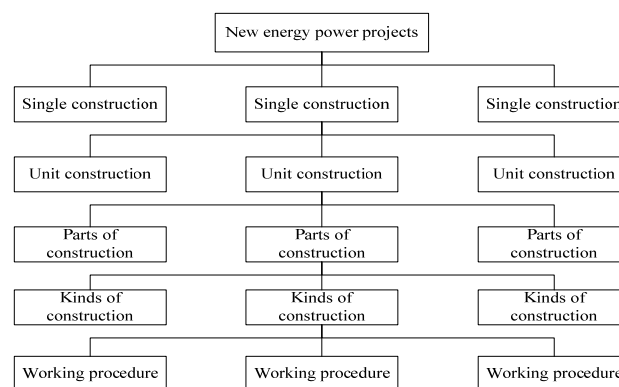 New energy power projects
Single construction
Single construction
Single construction
Unit construction
Unit construction
Unit construction
Parts of
construction
Parts of
construction
Parts of
construction
Kinds of
construction
Kinds of
construction
Kinds of
construction
Working procedure
Working procedure
Working procedure